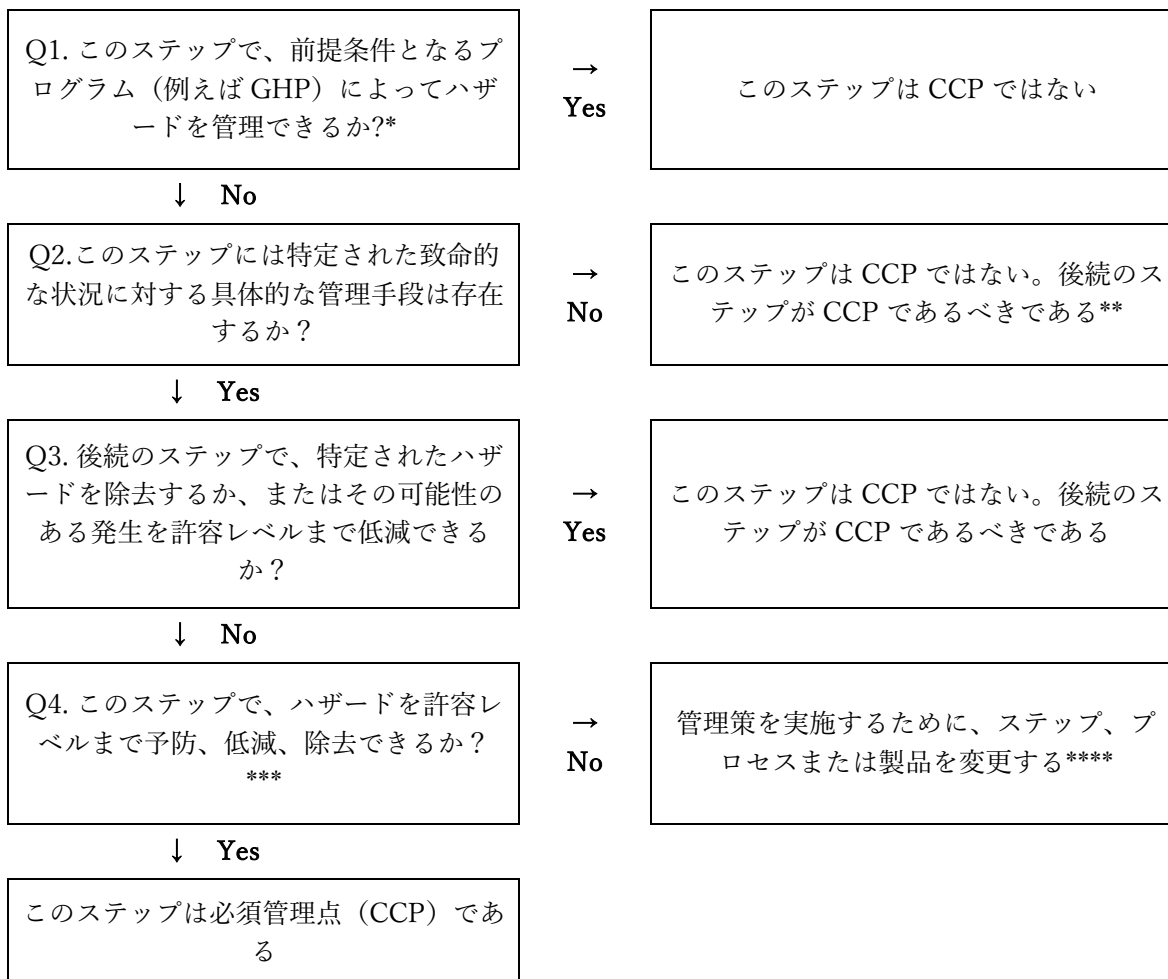 Q1. このステップで、前提条件となるプ
ログラム（例えば GHP）によってハザ
ードを管理できるか?*
→
Yes
このステップは CCP ではない
↓ No
Q2.このステップには特定された致命的
な状況に対する具体的な管理手段は存在
するか？
→
No
このステップは CCP ではない。後続のス
テップが CCP であるべきである**
↓ Yes
Q3. 後続のステップで、特定されたハザ
ードを除去するか、またはその可能性の
ある発生を許容レベルまで低減できる
か？
→
Yes
このステップは CCP ではない。後続のス
テップが CCP であるべきである
↓ No
Q4. このステップで、ハザードを許容レ
ベルまで予防、低減、除去できるか？
***
→
No
管理策を実施するために、ステップ、プ
ロセスまたは製品を変更する****
↓ Yes
このステップは必須管理点（CCP）であ
る